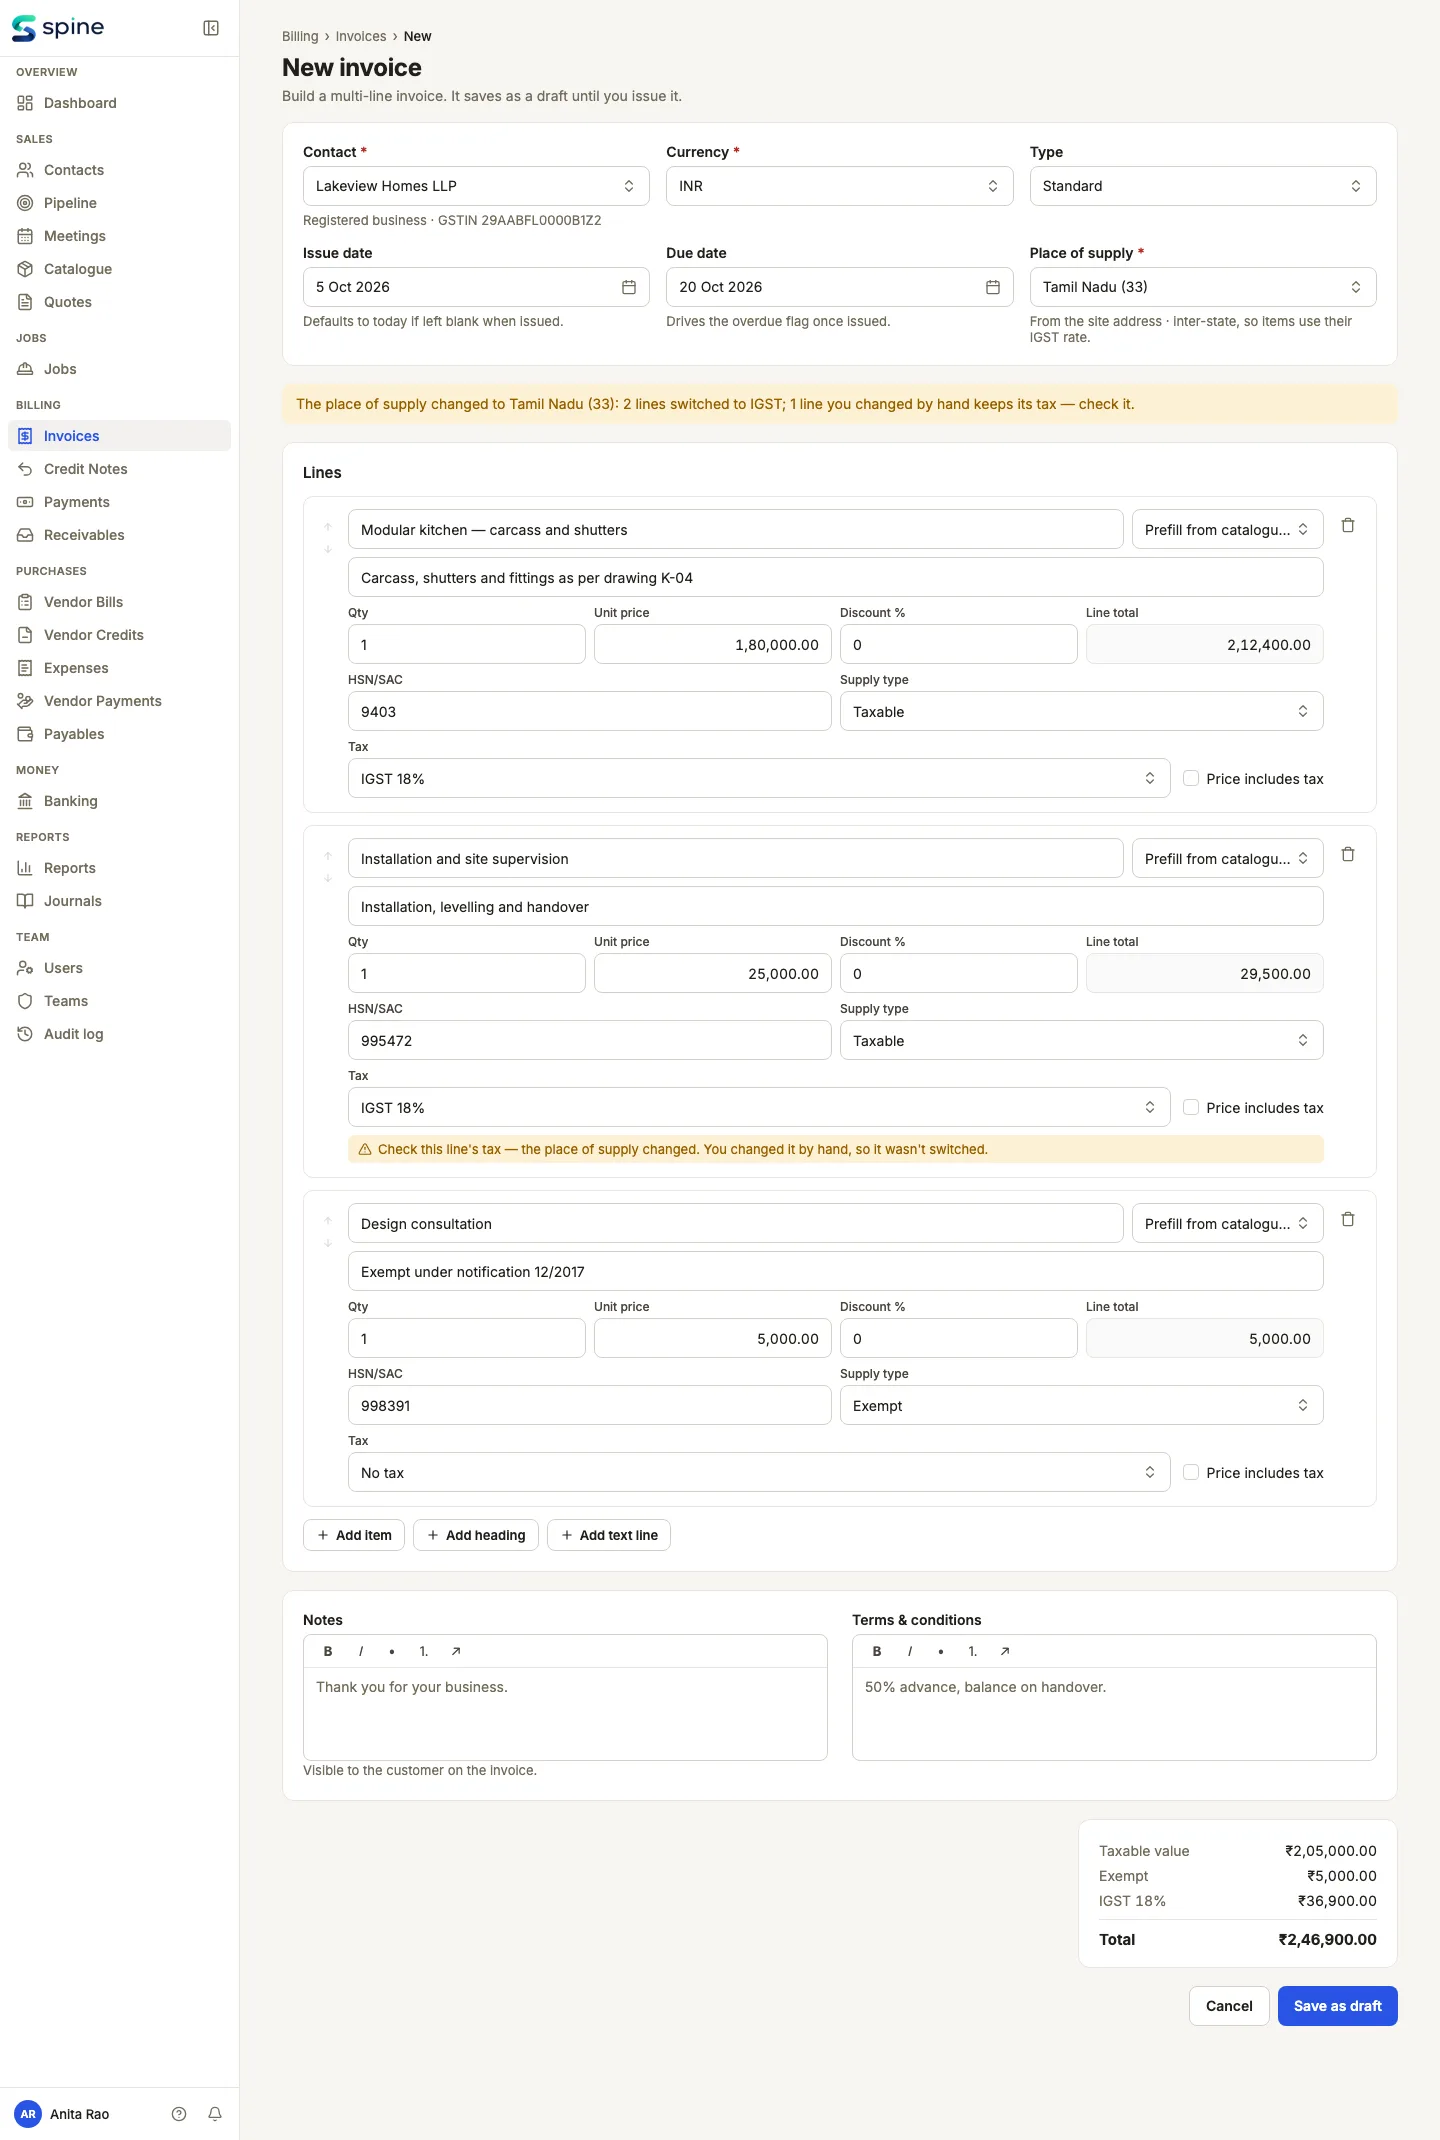 spine
OVERVIEW
Dashboard
SALES
Contacts
Pipeline
Meetings
Catalogue
Quotes
JOBS
Jobs
BILLING
Invoices
Credit Notes
Payments
Receivables
PURCHASES
Vendor Bills
Vendor Credits
Expenses
Vendor Payments
Payables
MONEY
Banking
REPORTS
Reports
Journals
TEAM
Users
Teams
Audit log
AR Anita Rao
Billing › Invoices › New
New invoice
Build a multi-line invoice. It saves as a draft until you issue it.
Contact * Currency * Type
Lakeview Homes LLP INR Standard
Registered business · GSTIN 29AABFL0000B1Z2
Issue date Due date Place of supply *
5 Oct 2026 20 Oct 2026 Tamil Nadu (33)
Defaults to today if left blank when issued. Drives the overdue flag once issued. From the site address · inter-state, so items use their
IGST rate.
The place of supply changed to Tamil Nadu (33): 2 lines switched to IGST; 1 line you changed by hand keeps its tax — check it.
Lines
Modular kitchen — carcass and shutters Prefill from catalogu...
Carcass, shutters and fittings as per drawing K-04
Qty Unit price Discount % Line total
1 1,80,000.00 0 2,12,400.00
HSN/SAC Supply type
9403 Taxable
Tax
IGST 18% Price includes tax
Installation and site supervision Prefill from catalogu...
Installation, levelling and handover
Qty Unit price Discount % Line total
1 25,000.00 0 29,500.00
HSN/SAC Supply type
995472 Taxable
Tax
IGST 18% Price includes tax
Check this line's tax — the place of supply changed. You changed it by hand, so it wasn't switched.
Design consultation Prefill from catalogu...
Exempt under notification 12/2017
Qty Unit price Discount % Line total
1 5,000.00 0 5,000.00
HSN/SAC Supply type
998391 Exempt
Tax
No tax Price includes tax
+ Add item + Add heading + Add text line
Notes Terms & conditions
B I • 1. ↗ B I • 1. ↗
Thank you for your business. 50% advance, balance on handover.
Visible to the customer on the invoice.
Taxable value ₹2,05,000.00
Exempt ₹5,000.00
IGST 18% ₹36,900.00
Total ₹2,46,900.00
Cancel Save as draft